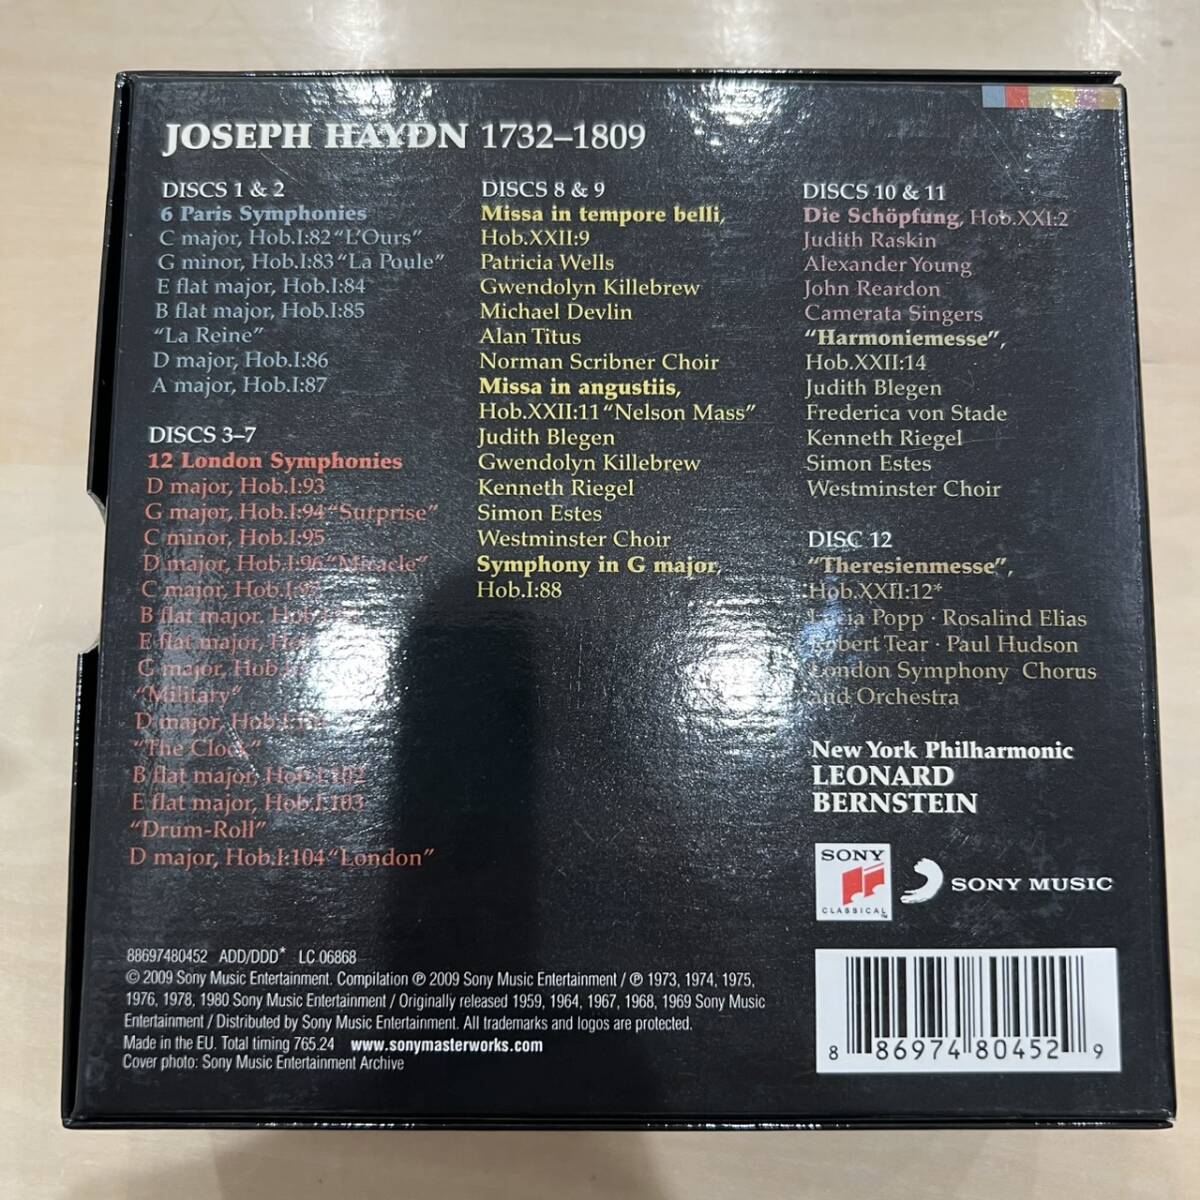 JOSEPH HAYDN 1732–1809
DISCS 1 & 2
6 Paris Symphonies
C major, Hob.I:82 "L'Ours"
G minor, Hob.I:83 "La Poule"
E flat major, Hob.I:84
B flat major, Hob.I:85
"La Reine"
D major, Hob.I:86
A major, Hob.I:87
DISCS 3–7
12 London Symphonies
D major, Hob.I:93
G major, Hob.I:94 "Surprise"
C minor, Hob.I:95
D major, Hob.I:96 "Miracle"
C major, Hob.I:97
B flat major, Hob.I:
E flat major, Hob.I:
G major, Hob.I:
"Military"
D major, Hob.I:101
"The Clock"
B flat major, Hob.I:102
E flat major, Hob.I:103
"Drum-Roll"
D major, Hob.I:104 "London"
DISCS 8 & 9
Missa in tempore belli,
Hob.XXII:9
Patricia Wells
Gwendolyn Killebrew
Michael Devlin
Alan Titus
Norman Scribner Choir
Missa in angustiis,
Hob.XXII:11 "Nelson Mass"
Judith Blegen
Gwendolyn Killebrew
Kenneth Riegel
Simon Estes
Westminster Choir
Symphony in G major,
Hob.I:88
DISCS 10 & 11
Die Schöpfung, Hob.XXI:2
Judith Raskin
Alexander Young
John Reardon
Camerata Singers
"Harmoniemesse",
Hob.XXII:14
Judith Blegen
Frederica von Stade
Kenneth Riegel
Simon Estes
Westminster Choir
DISC 12
"Theresienmesse",
Hob.XXII:12*
Lucia Popp · Rosalind Elias
Robert Tear · Paul Hudson
London Symphony Chorus
and Orchestra
New York Philharmonic
LEONARD
BERNSTEIN
SONY
CLASSICAL™
SONY MUSIC
88697480452 ADD/DDD* LC 06868
© 2009 Sony Music Entertainment. Compilation ℗ 2009 Sony Music Entertainment / ℗ 1973, 1974, 1975,
1976, 1978, 1980 Sony Music Entertainment / Originally released 1959, 1964, 1967, 1968, 1969 Sony Music
Entertainment / Distributed by Sony Music Entertainment. All trademarks and logos are protected.
Made in the EU. Total timing 765.24 www.sonymasterworks.com
Cover photo: Sony Music Entertainment Archive
8 86974 80452 9